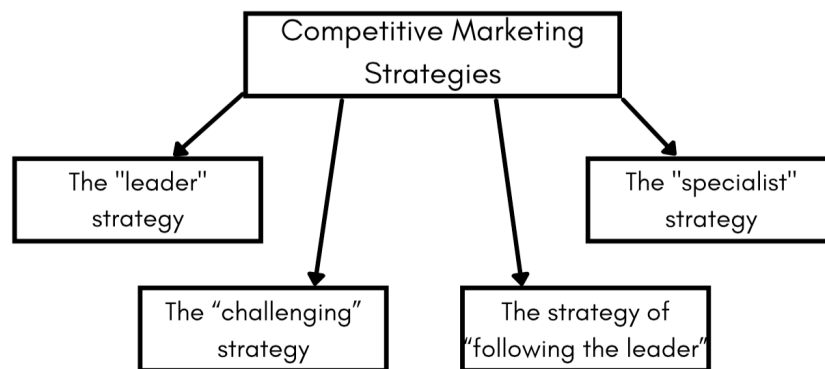 Competitive Marketing
Strategies
The "leader"
strategy
The "specialist"
strategy
The “challenging”
strategy
The strategy of
“following the leader”